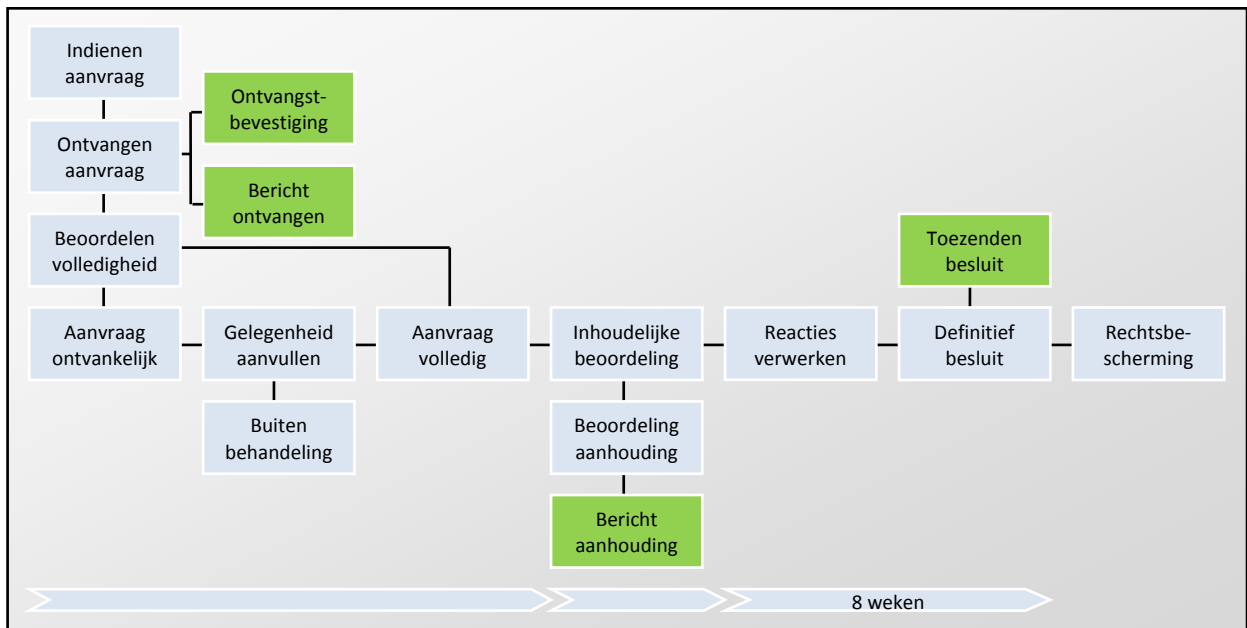 Indienen
aanvraag
Ontvangst-
bevestiging
Ontvangen
aanvraag
Bericht
ontvangen
Beoordelen
volledigheid
Toezenden
besluit
Aanvraag
ontvankelijk
Gelegenheid
aanvullen
Aanvraag
volledig
Inhoudelijke
beoordeling
Reacties
verwerken
Definitief
besluit
Rechtsbe-
scherming
Buiten
behandeling
Beoordeling
aanhouding
Bericht
aanhouding
8 weken